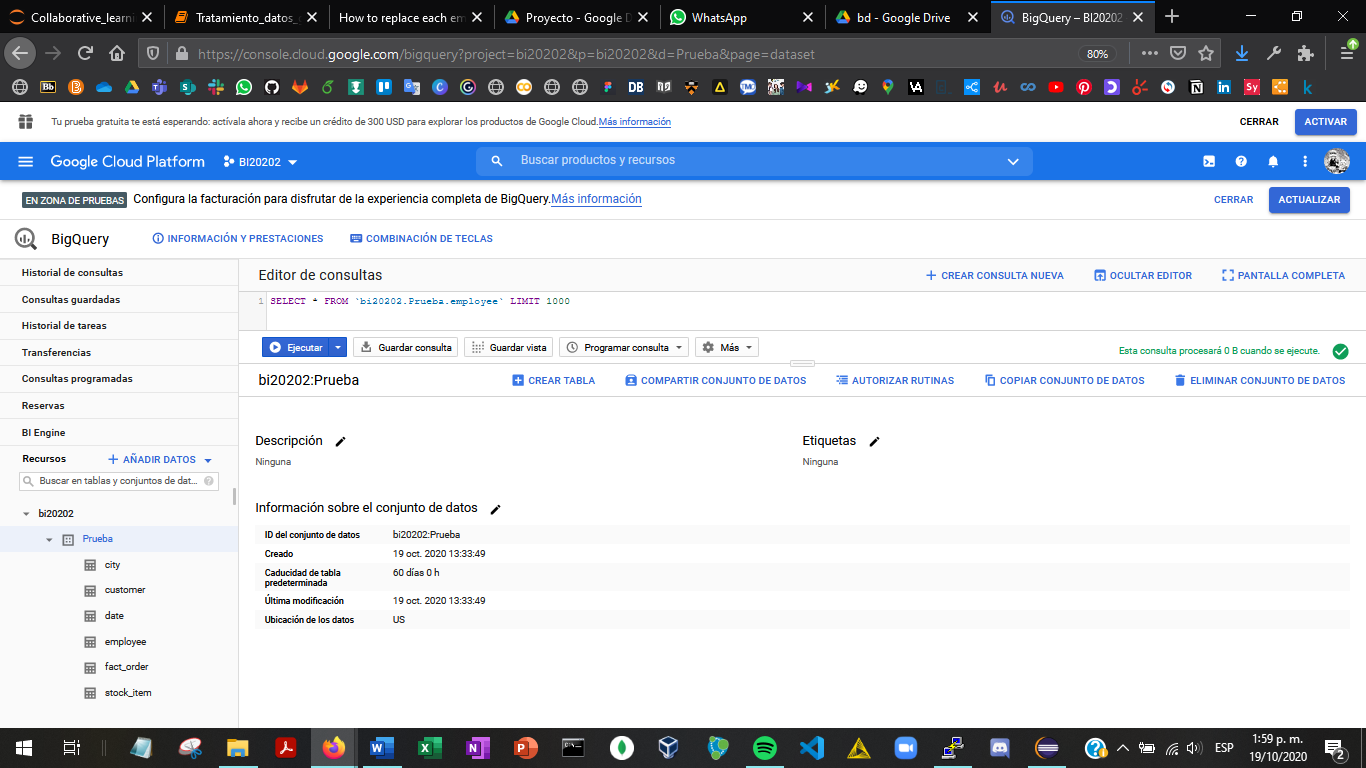 Collaborative_learni
Tratamiento_datos_
How to replace each em
Proyecto - Google D
WhatsApp
bd - Google Drive
BigQuery – BI20202
https://console.cloud.google.com/bigquery?project=bi20202&p=bi20202&d=Prueba&page=dataset
80%
Tu prueba gratuita te está esperando: actívala ahora y recibe un crédito de 300 USD para explorar los productos de Google Cloud.Más información
CERRAR
ACTIVAR
Google Cloud Platform
BI20202
Buscar productos y recursos
EN ZONA DE PRUEBAS
Configura la facturación para disfrutar de la experiencia completa de BigQuery.Más información
CERRAR
ACTUALIZAR
BigQuery
INFORMACIÓN Y PRESTACIONES
COMBINACIÓN DE TECLAS
Historial de consultas
Consultas guardadas
Historial de tareas
Transferencias
Consultas programadas
Reservas
BI Engine
Recursos
AÑADIR DATOS
Buscar en tablas y conjuntos de dat...
bi20202
Prueba
city
customer
date
employee
fact_order
stock_item
Editor de consultas
CREAR CONSULTA NUEVA
OCULTAR EDITOR
PANTALLA COMPLETA
1 SELECT * FROM `bi20202.Prueba.employee` LIMIT 1000
Ejecutar
Guardar consulta
Guardar vista
Programar consulta
Más
Esta consulta procesará 0 B cuando se ejecute.
bi20202:Prueba
CREAR TABLA
COMPARTIR CONJUNTO DE DATOS
AUTORIZAR RUTINAS
COPIAR CONJUNTO DE DATOS
ELIMINAR CONJUNTO DE DATOS
Descripción
Ninguna
Etiquetas
Ninguna
Información sobre el conjunto de datos
ID del conjunto de datos bi20202:Prueba
Creado 19 oct. 2020 13:33:49
Caducidad de tabla
predeterminada 60 días 0 h
Última modificación 19 oct. 2020 13:33:49
Ubicación de los datos US
ESP
1:59 p. m.
19/10/2020
2